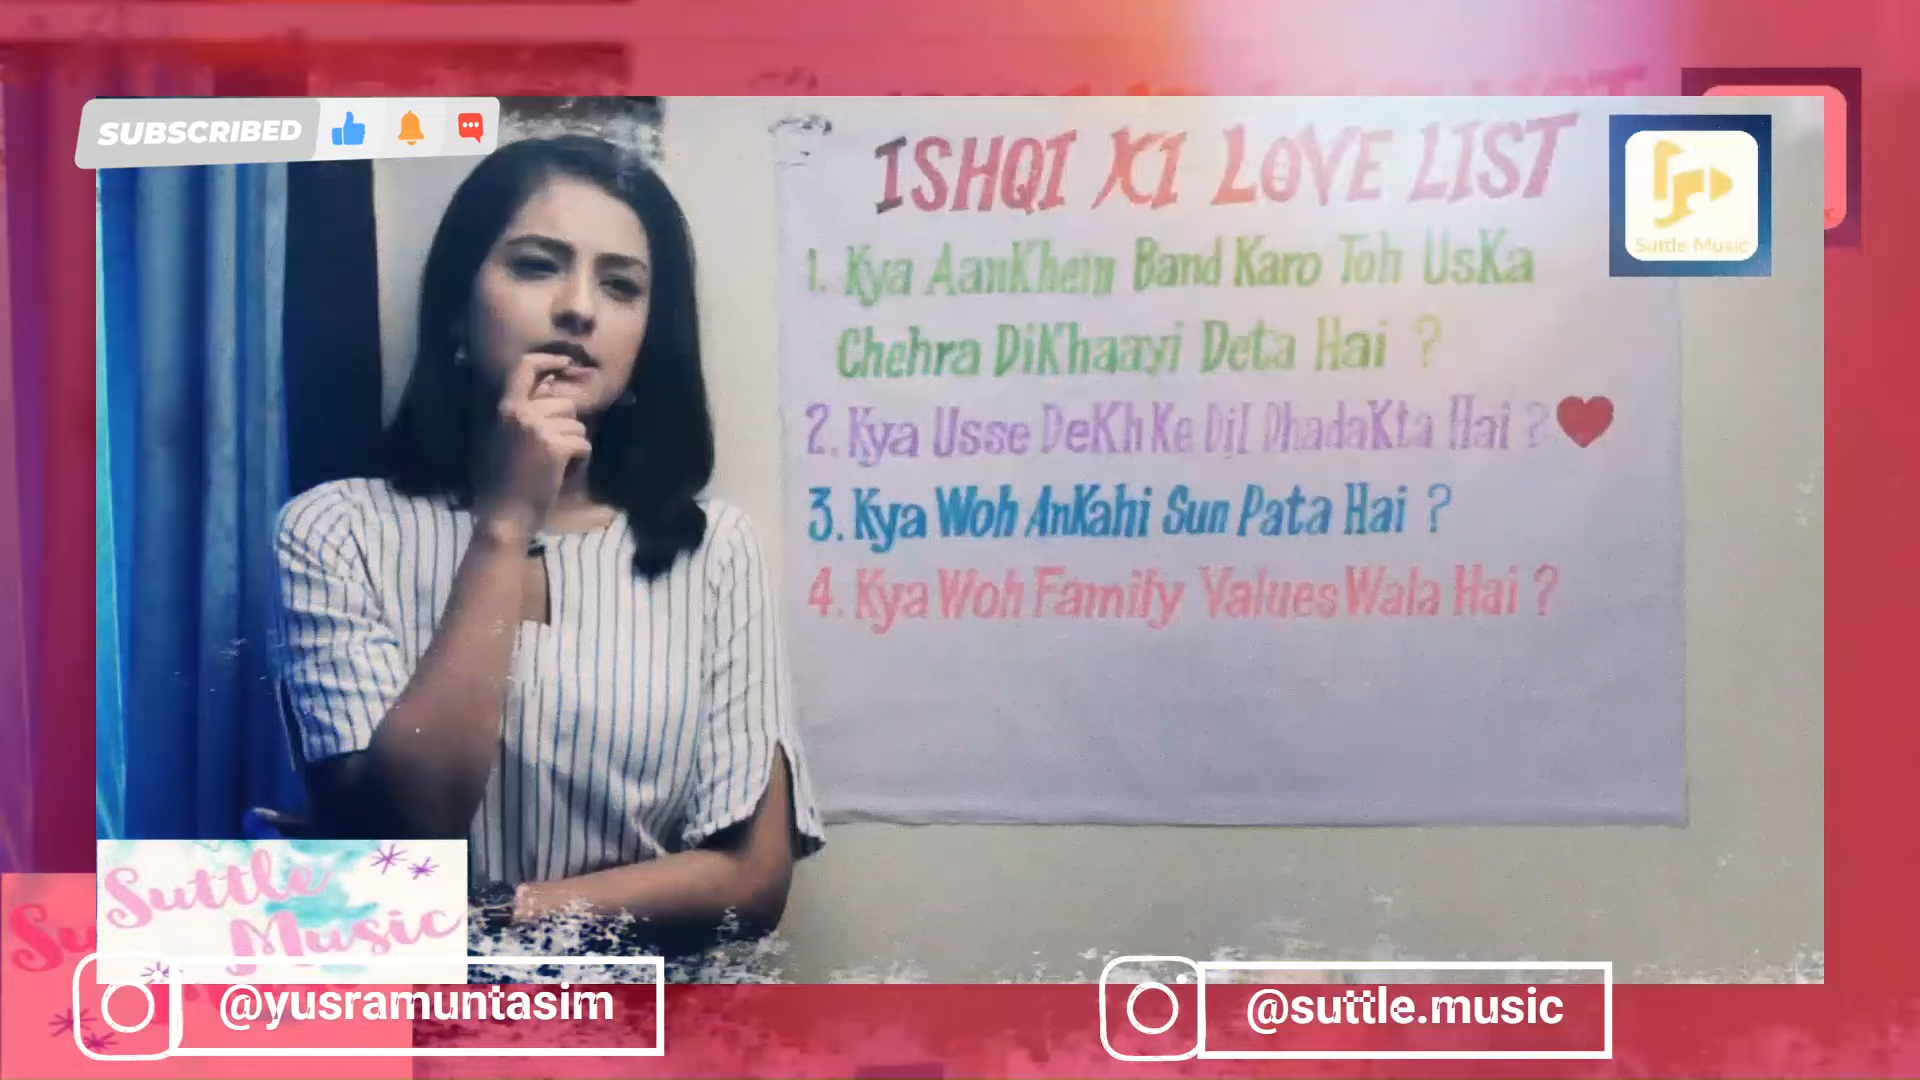 SUBSCRIBED
ISHQI KI LOVE LIST
1. Kya Aankhein Band Karo Toh Uska
Chehra Dikhaayi Deta Hai ?
2. Kya Usse Dekh Ke Dil Dhadakta Hai ?
3. Kya Woh Ankahi Sun Pata Hai ?
4. Kya Woh Family Values Wala Hai ?
Suttle Music
Suttle
Music
Su
@yusramuntasim
@suttle.music